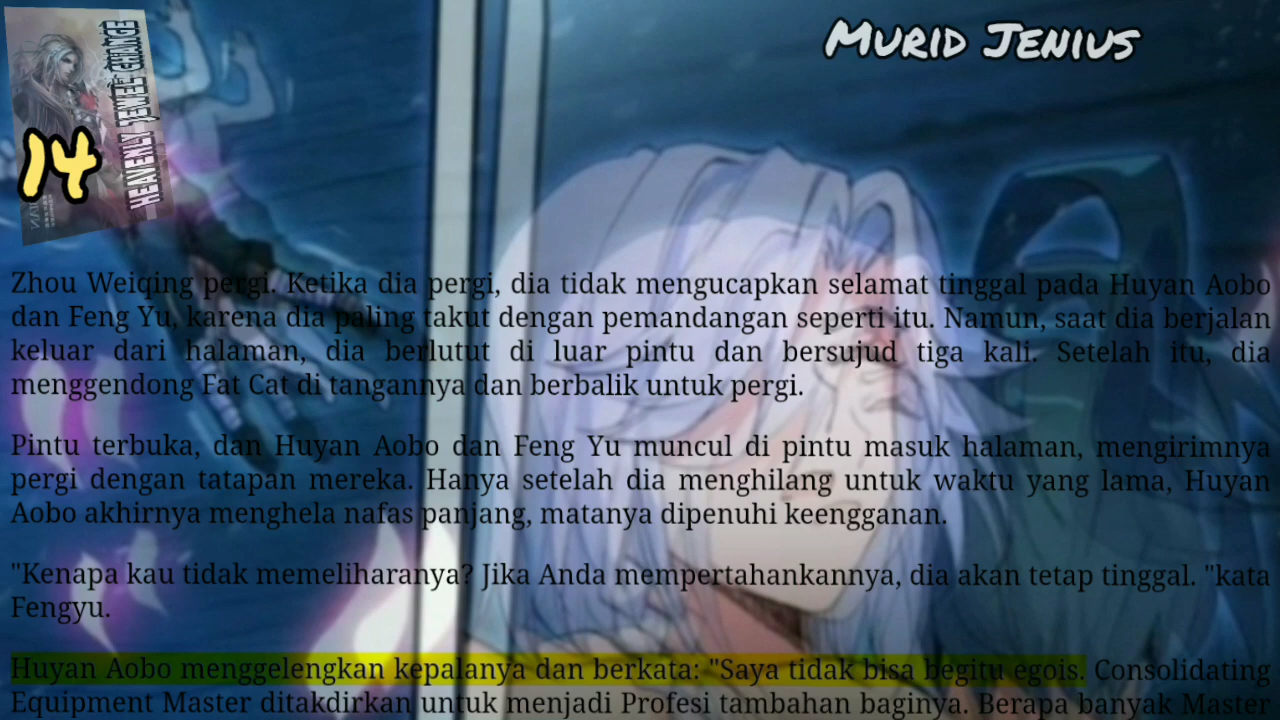 Murid Jenius
HEAVENLY JEWEL CHANGE
14
Zhou Weiqing pergi. Ketika dia pergi, dia tidak mengucapkan selamat tinggal pada Huyan Aobo
dan Feng Yu, karena dia paling takut dengan pemandangan seperti itu. Namun, saat dia berjalan
keluar dari halaman, dia berlutut di luar pintu dan bersujud tiga kali. Setelah itu, dia
menggendong Fat Cat di tangannya dan berbalik untuk pergi.
Pintu terbuka, dan Huyan Aobo dan Feng Yu muncul di pintu masuk halaman, mengirimnya
pergi dengan tatapan mereka. Hanya setelah dia menghilang untuk waktu yang lama, Huyan
Aobo akhirnya menghela nafas panjang, matanya dipenuhi keengganan.
"Kenapa kau tidak memeliharanya? Jika Anda mempertahankannya, dia akan tetap tinggal. "kata
Fengyu.
Huyan Aobo menggelengkan kepalanya dan berkata: "Saya tidak bisa begitu egois. Consolidating
Equipment Master ditakdirkan untuk menjadi Profesi tambahan baginya. Berapa banyak Master